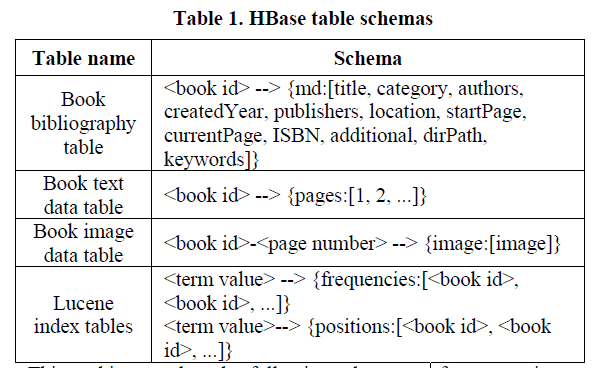 Table 1. HBase table schemas
Table name
Schema
Book
bibliography
table
<book id> --> {md:[title, category, authors,
createdYear, publishers, location, startPage,
currentPage, ISBN, additional, dirPath,
keywords]}
Book text
data table
<book id> --> {pages:[1, 2, ...]}
Book image
data table
<book id>-<page number> --> {image:[image]}
Lucene
index tables
<term value> --> {frequencies:[<book id>,
<book id>, ...]}
<term value>--> {positions:[<book id>, <book
id>, ...]}